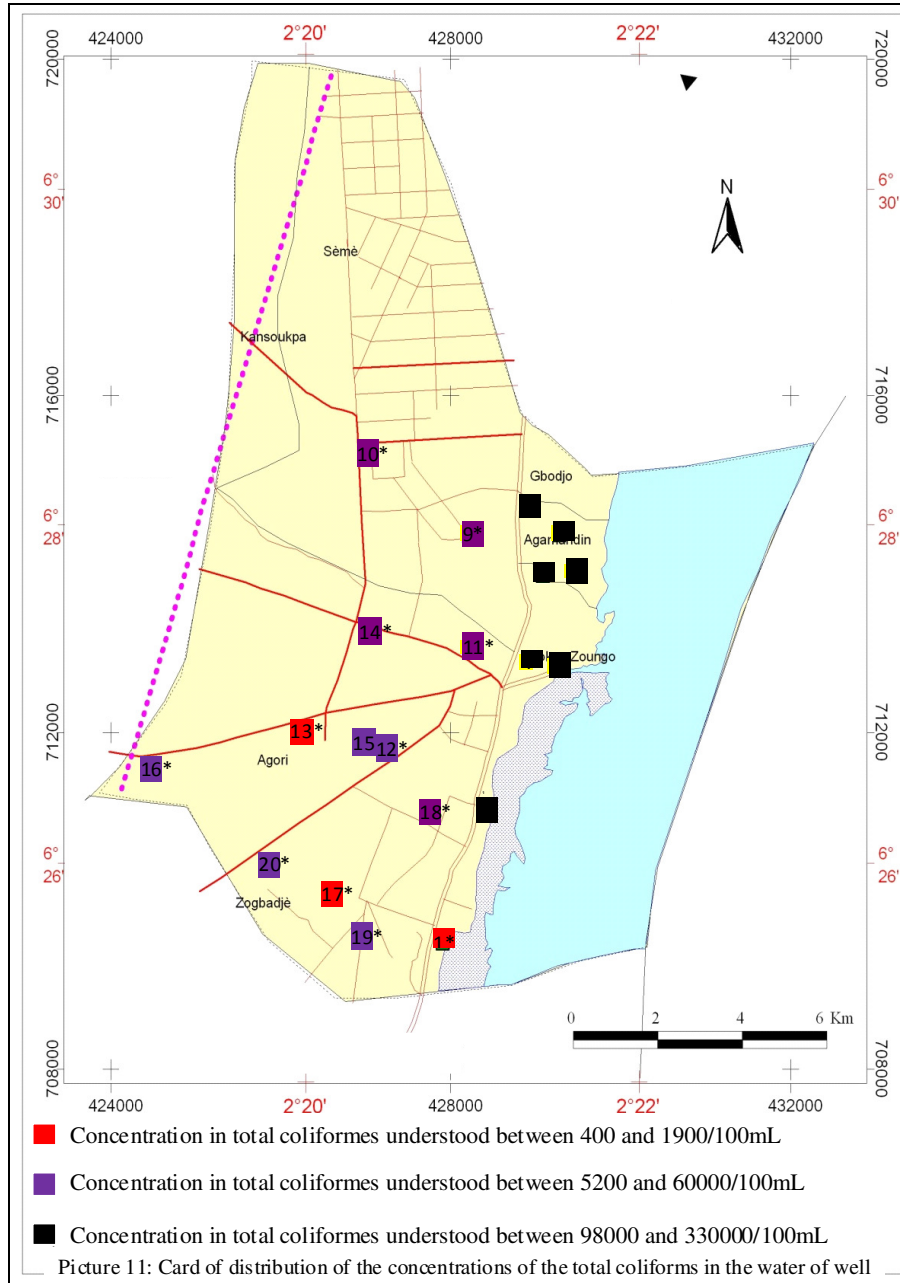 424000 2°20' 428000 2°22' 432000
720000 720000
6° 30' 6° 30'
N
Sèmè
Kansoukpa
716000 716000
10*
Gbodjo
6° 28' 6° 28'
9*
Agamandin
14* 11*
Zoungo
13* 15 12*
712000 712000
Agori
16*
18*
6° 26' 6° 26'
20*
17*
Zogbadjè
19* 1*
0 2 4 6 Km
708000 708000
424000 2°20' 428000 2°22' 432000
Concentration in total coliformes understood between 400 and 1900/100mL
Concentration in total coliformes understood between 5200 and 60000/100mL
Concentration in total coliformes understood between 98000 and 330000/100mL
Picture 11: Card of distribution of the concentrations of the total coliforms in the water of well